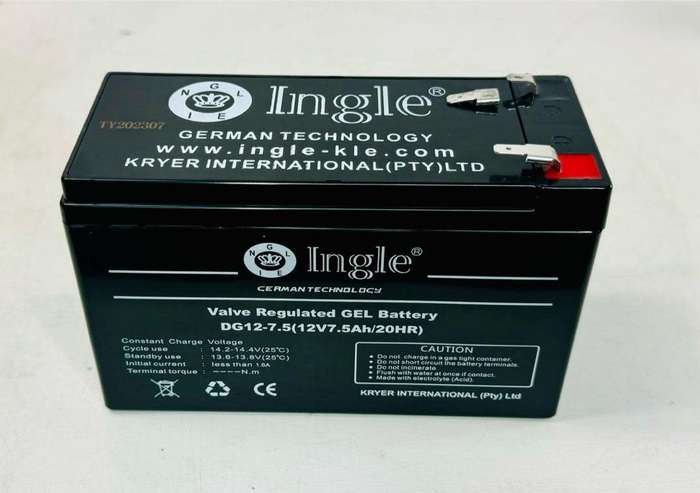 INGLE
Ingle®
TY202307
GERMAN TECHNOLOGY
www.ingle-kle.com
KRYER INTERNATIONAL(PTY)LTD
INGLE
Ingle®
GERMAN TECHNOLOGY
Valve Regulated GEL Battery
DG12-7.5(12V7.5Ah/20HR)
Constant Charge Voltage
Cycle use : 14.2-14.4V(25℃)
Standby use : 13.6-13.8V(25℃)
Initial current : less than 1.6A
Terminal torque : ----N.m
CE
CAUTION
Do not charge in a gas tight container.
Do not short circuit the battery terminals.
Do not incinerate
Flush with water at once if contact.
Made with electrolyte (Acid).
KRYER INTERNATIONAL (Pty) Ltd